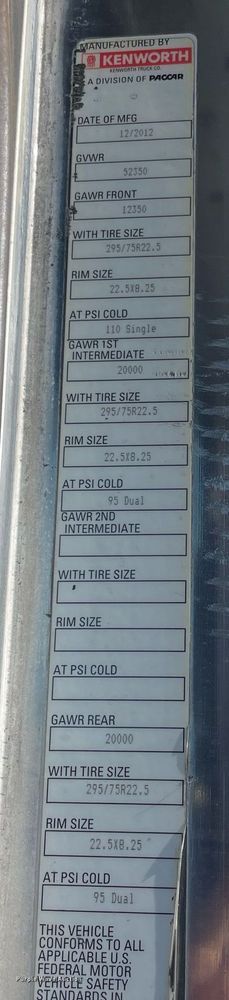 MANUFACTURED BY
KENWORTH
KENWORTH TRUCK CO.
A DIVISION OF PACCAR
DATE OF MFG
12/2012
GVWR
52350
GAWR FRONT
12350
WITH TIRE SIZE
295/75R22.5
RIM SIZE
22.5X8.25
AT PSI COLD
110 Single
GAWR 1ST
INTERMEDIATE
20000
WITH TIRE SIZE
295/75R22.5
RIM SIZE
22.5X8.25
AT PSI COLD
95 Dual
GAWR 2ND
INTERMEDIATE
WITH TIRE SIZE
RIM SIZE
AT PSI COLD
GAWR REAR
20000
WITH TIRE SIZE
295/75R22.5
RIM SIZE
22.5X8.25
AT PSI COLD
95 Dual
THIS VEHICLE
CONFORMS TO ALL
APPLICABLE U.S.
FEDERAL MOTOR
VEHICLE SAFETY
STANDARDS IN